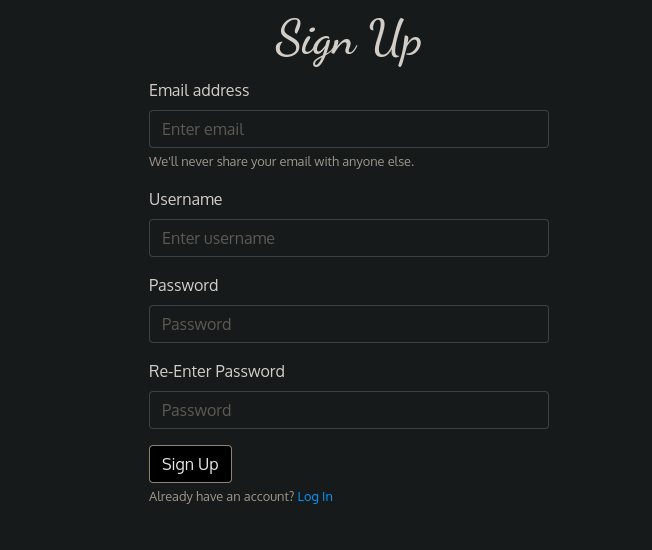 Sign Up
Email address
Enter email
We'll never share your email with anyone else.
Username
Enter username
Password
Password
Re-Enter Password
Password
Sign Up
Already have an account? Log In